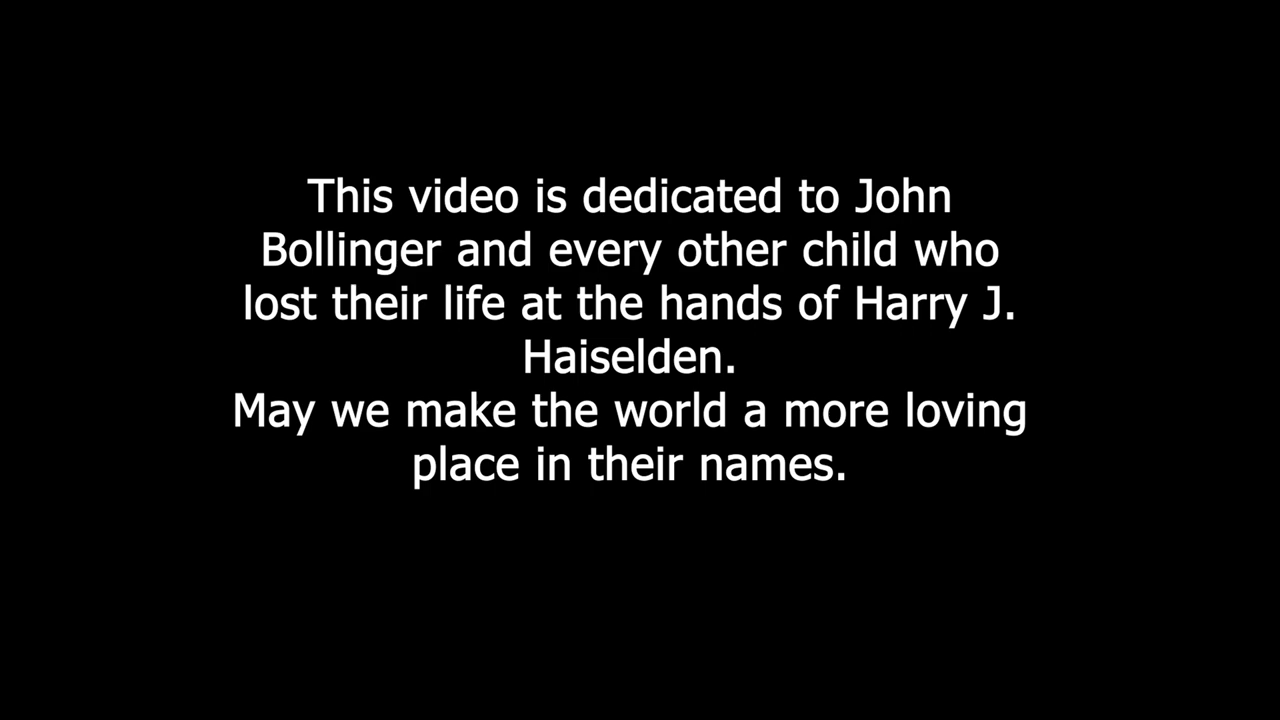 This video is dedicated to John
Bollinger and every other child who
lost their life at the hands of Harry J.
Haiselden.
May we make the world a more loving
place in their names.